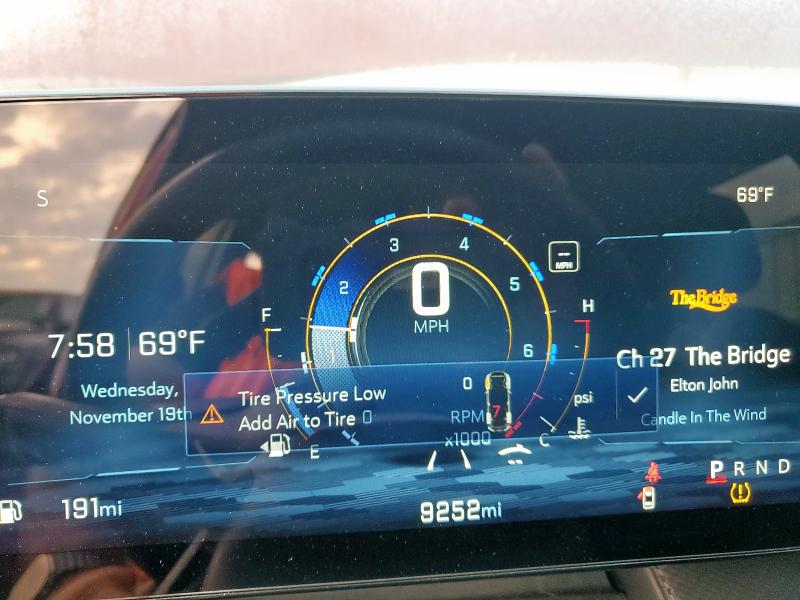 S
69°F
3 4
2 5
1 6
0
MPH
--
MPH
F
H
7:58 69°F
Wednesday,
November 19th
The Bridge
Ch 27 The Bridge
Elton John
Candle In The Wind
Tire Pressure Low
Add Air to Tire
0
0
7
psi
RPM
x1000
E
C
191mi
9252mi
P R N D